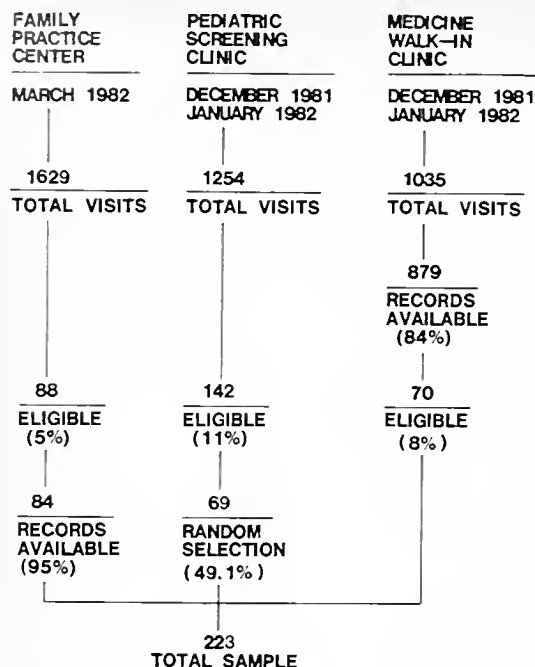 FAMILY
PRACTICE
CENTER
MARCH 1982
1629
TOTAL VISITS
88
ELIGIBLE
(5%)
84
RECORDS
AVAILABLE
(95%)
PEDIATRIC
SCREENING
CLINIC
DECEMBER 1981
JANUARY 1982
1254
TOTAL VISITS
142
ELIGIBLE
(11%)
69
RANDOM
SELECTION
(49.1%)
MEDICINE
WALK-IN
CLINIC
DECEMBER 1981
JANUARY 1982
1035
TOTAL VISITS
879
RECORDS
AVAILABLE
(84%)
70
ELIGIBLE
(8%)
223
TOTAL SAMPLE